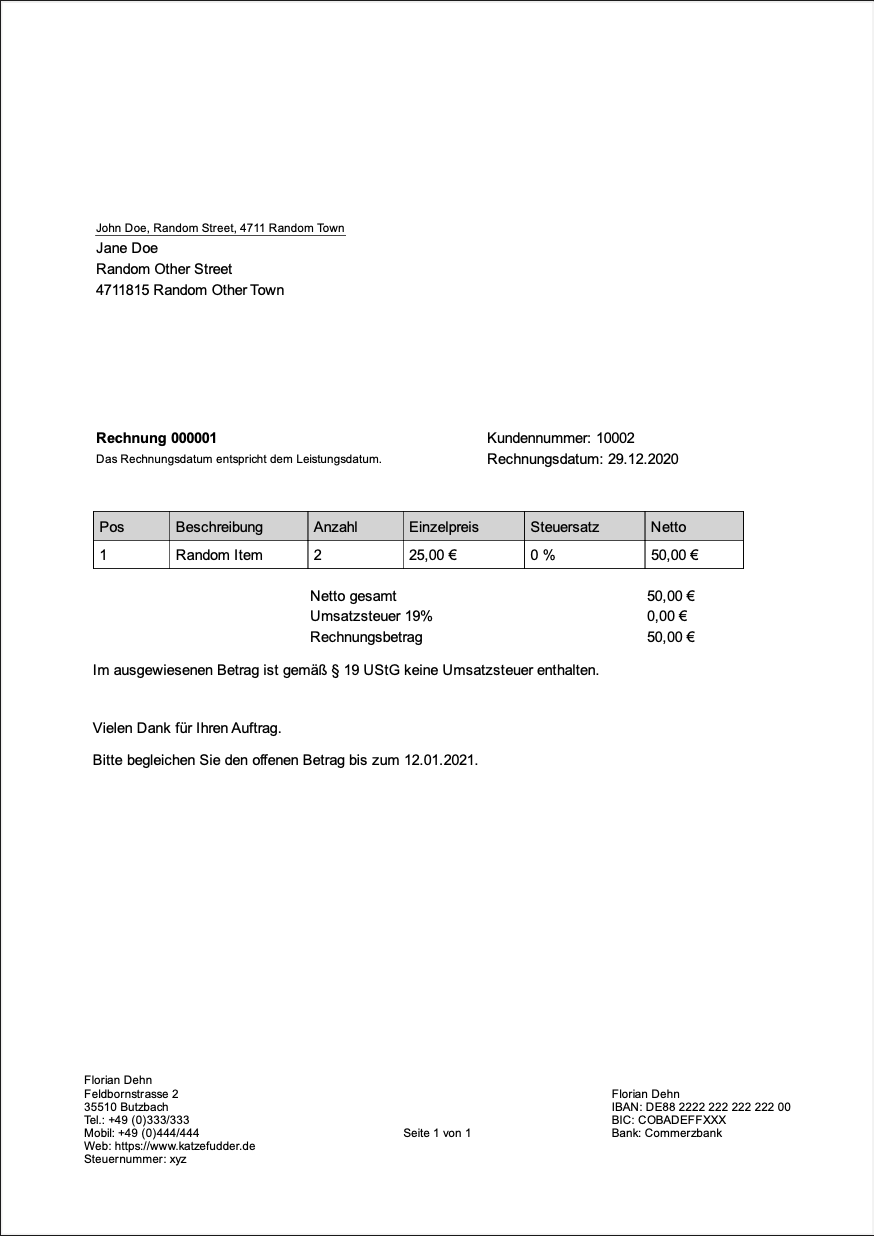 John Doe, Random Street, 4711 Random Town
Jane Doe
Random Other Street
4711815 Random Other Town
Rechnung 000001
Kundennummer: 10002
Das Rechnungsdatum entspricht dem Leistungsdatum.
Rechnungsdatum: 29.12.2020
Pos Beschreibung Anzahl Einzelpreis Steuersatz Netto
1 Random Item 2 25,00 € 0 % 50,00 €
Netto gesamt 50,00 €
Umsatzsteuer 19% 0,00 €
Rechnungsbetrag 50,00 €
Im ausgewiesenen Betrag ist gemäß § 19 UStG keine Umsatzsteuer enthalten.
Vielen Dank für Ihren Auftrag.
Bitte begleichen Sie den offenen Betrag bis zum 12.01.2021.
Florian Dehn
Feldbornstrasse 2
35510 Butzbach
Tel.: +49 (0)333/333
Mobil: +49 (0)444/444
Web: https://www.katzefudder.de
Steuernummer: xyz
Seite 1 von 1
Florian Dehn
IBAN: DE88 2222 222 222 222 00
BIC: COBADEFFXXX
Bank: Commerzbank